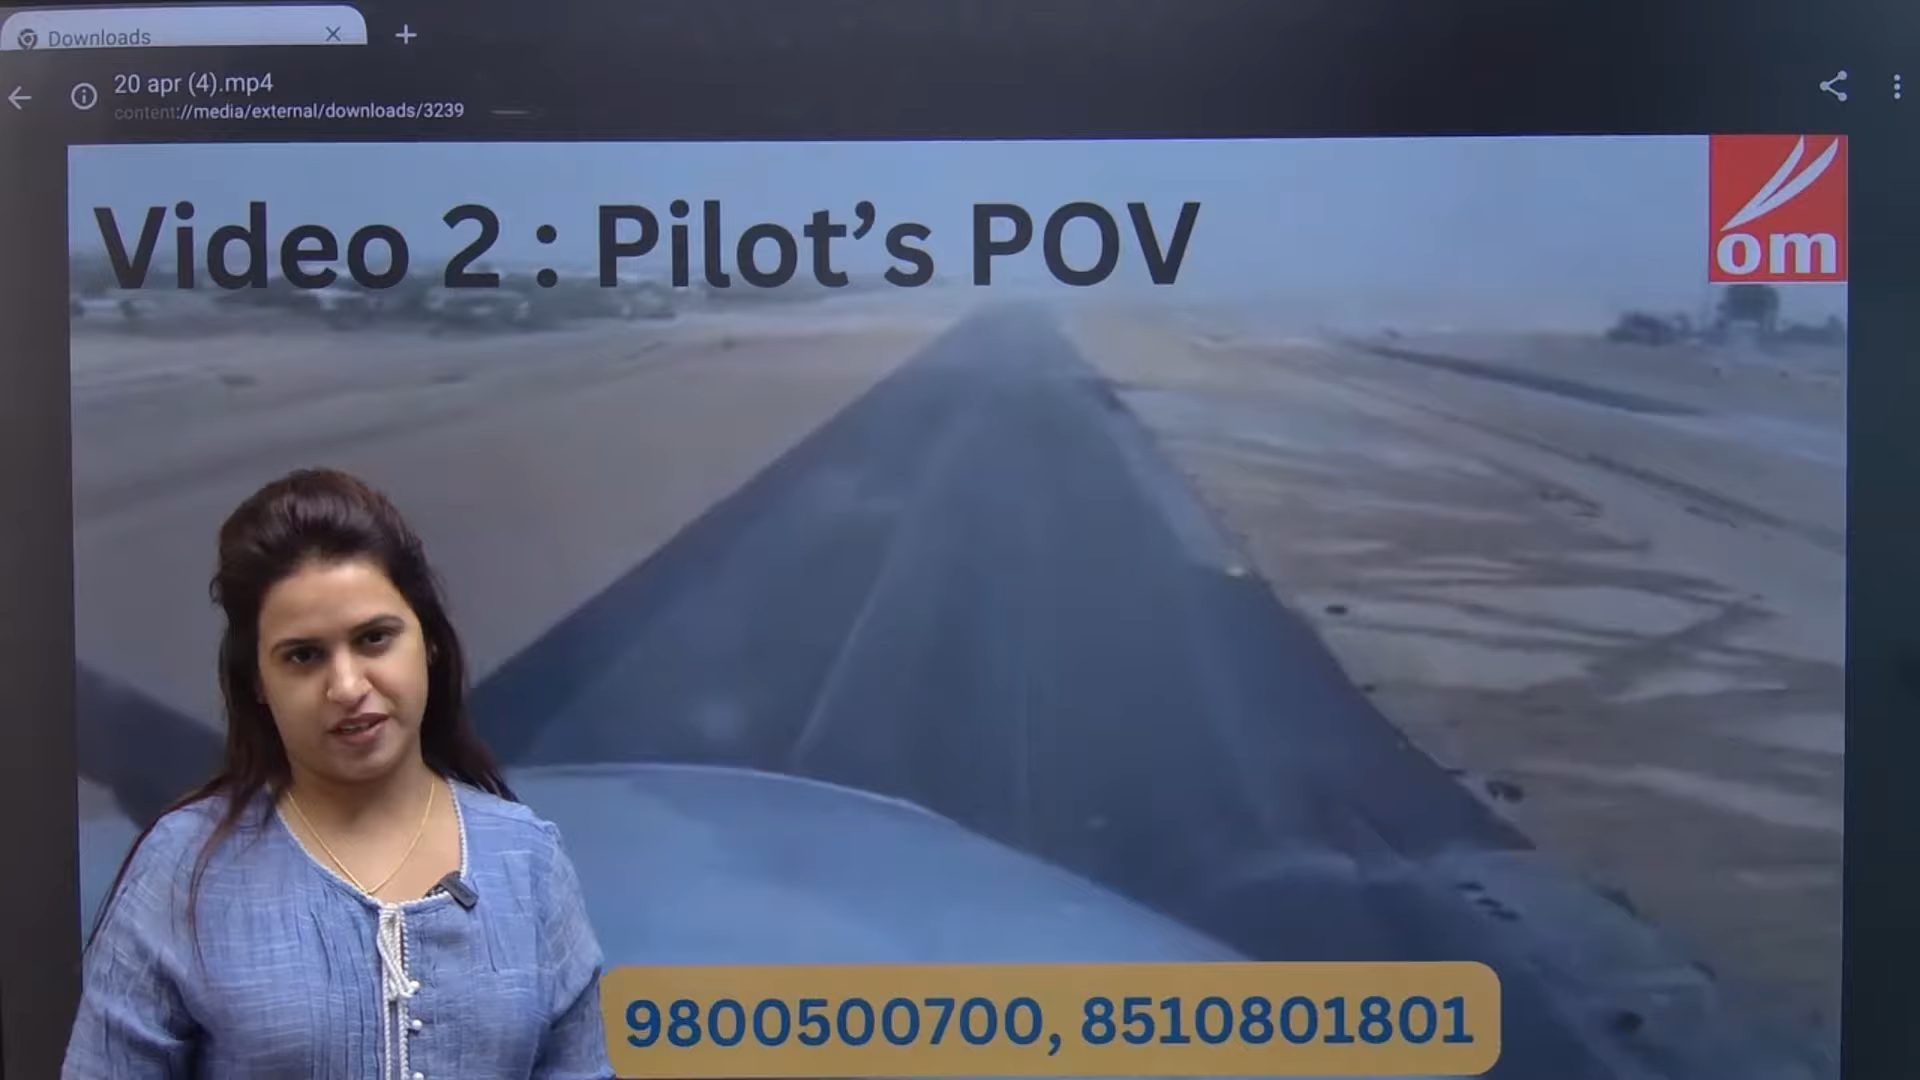 Downloads
20 apr (4).mp4
content://media/external/downloads/3239
Video 2 : Pilot's POV
om
9800500700, 8510801801